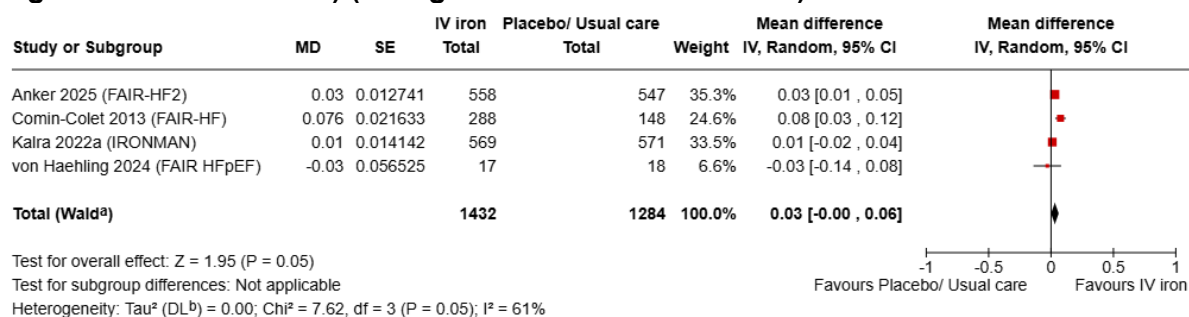 IV iron Placebo/ Usual care Mean difference Mean difference
Study or Subgroup MD SE Total Total Weight IV, Random, 95% CI IV, Random, 95% CI
Anker 2025 (FAIR-HF2) 0.03 0.012741 558 547 35.3% 0.03 [0.01 , 0.05]
Comin-Colet 2013 (FAIR-HF) 0.076 0.021633 288 148 24.6% 0.08 [0.03 , 0.12]
Kalra 2022a (IRONMAN) 0.01 0.014142 569 571 33.5% 0.01 [-0.02 , 0.04]
von Haehling 2024 (FAIR HFpEF) -0.03 0.056525 17 18 6.6% -0.03 [-0.14 , 0.08]
Total (Waldᵃ) 1432 1284 100.0% 0.03 [-0.00 , 0.06]
Test for overall effect: Z = 1.95 (P = 0.05)
Test for subgroup differences: Not applicable
Heterogeneity: Tau² (DLᵇ) = 0.00; Chi² = 7.62, df = 3 (P = 0.05); I² = 61%
-1 -0.5 0 0.5 1
Favours Placebo/ Usual care Favours IV iron